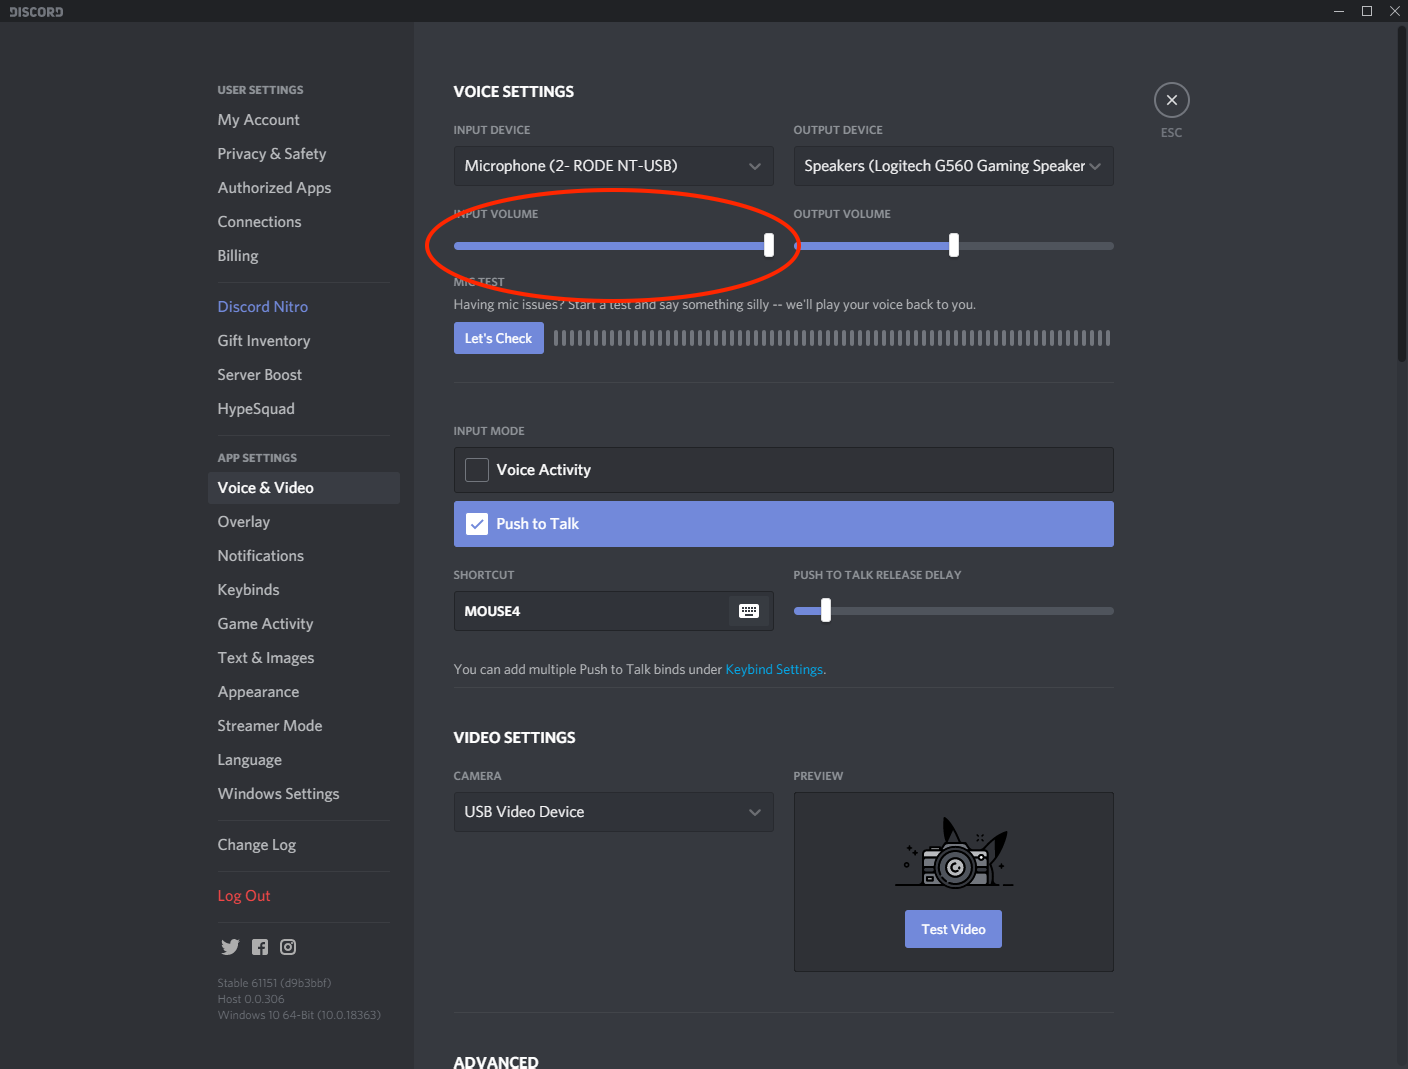 DISCORD
USER SETTINGS
My Account
Privacy & Safety
Authorized Apps
Connections
Billing
Discord Nitro
Gift Inventory
Server Boost
HypeSquad
APP SETTINGS
Voice & Video
Overlay
Notifications
Keybinds
Game Activity
Text & Images
Appearance
Streamer Mode
Language
Windows Settings
Change Log
Log Out
Stable 61151 (d9b3bbf)
Host 0.0.306
Windows 10 64-Bit (10.0.18363)
VOICE SETTINGS
INPUT DEVICE
Microphone (2- RODE NT-USB)
OUTPUT DEVICE
Speakers (Logitech G560 Gaming Speaker
INPUT VOLUME
OUTPUT VOLUME
MIC TEST
Having mic issues? Start a test and say something silly -- we'll play your voice back to you.
Let's Check
INPUT MODE
Voice Activity
Push to Talk
SHORTCUT
MOUSE4
PUSH TO TALK RELEASE DELAY
You can add multiple Push to Talk binds under Keybind Settings.
VIDEO SETTINGS
CAMERA
USB Video Device
PREVIEW
Test Video
ADVANCED
ESC